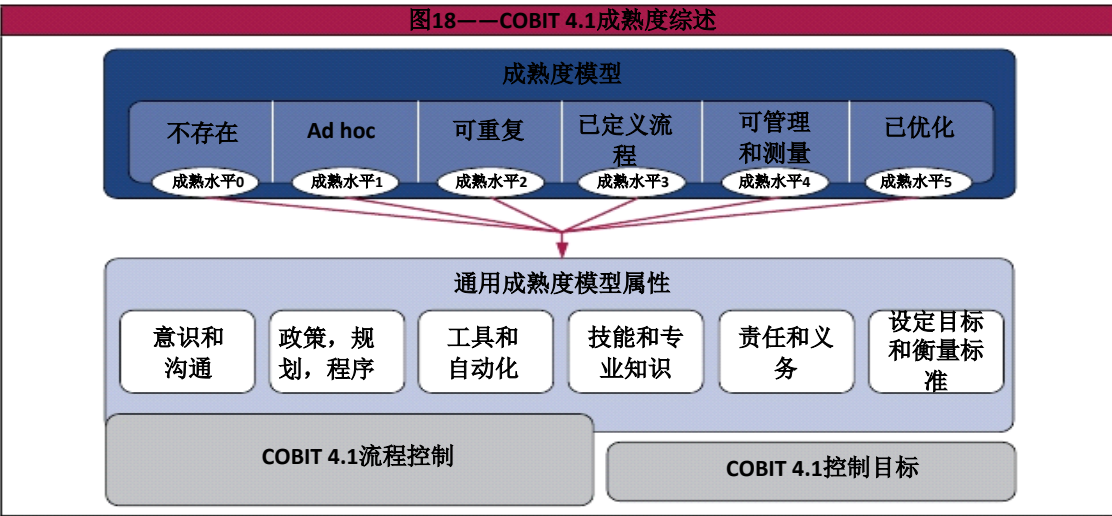 图18——COBIT 4.1成熟度综述
成熟度模型
不存在
Ad hoc
可重复
已定义流
程
可管理
和测量
已优化
成熟水平0
成熟水平1
成熟水平2
成熟水平3
成熟水平4
成熟水平5
通用成熟度模型属性
意识和
沟通
政策，规
划，程序
工具和
自动化
技能和专
业知识
责任和义
务
设定目标
和衡量标
准
COBIT 4.1流程控制
COBIT 4.1控制目标